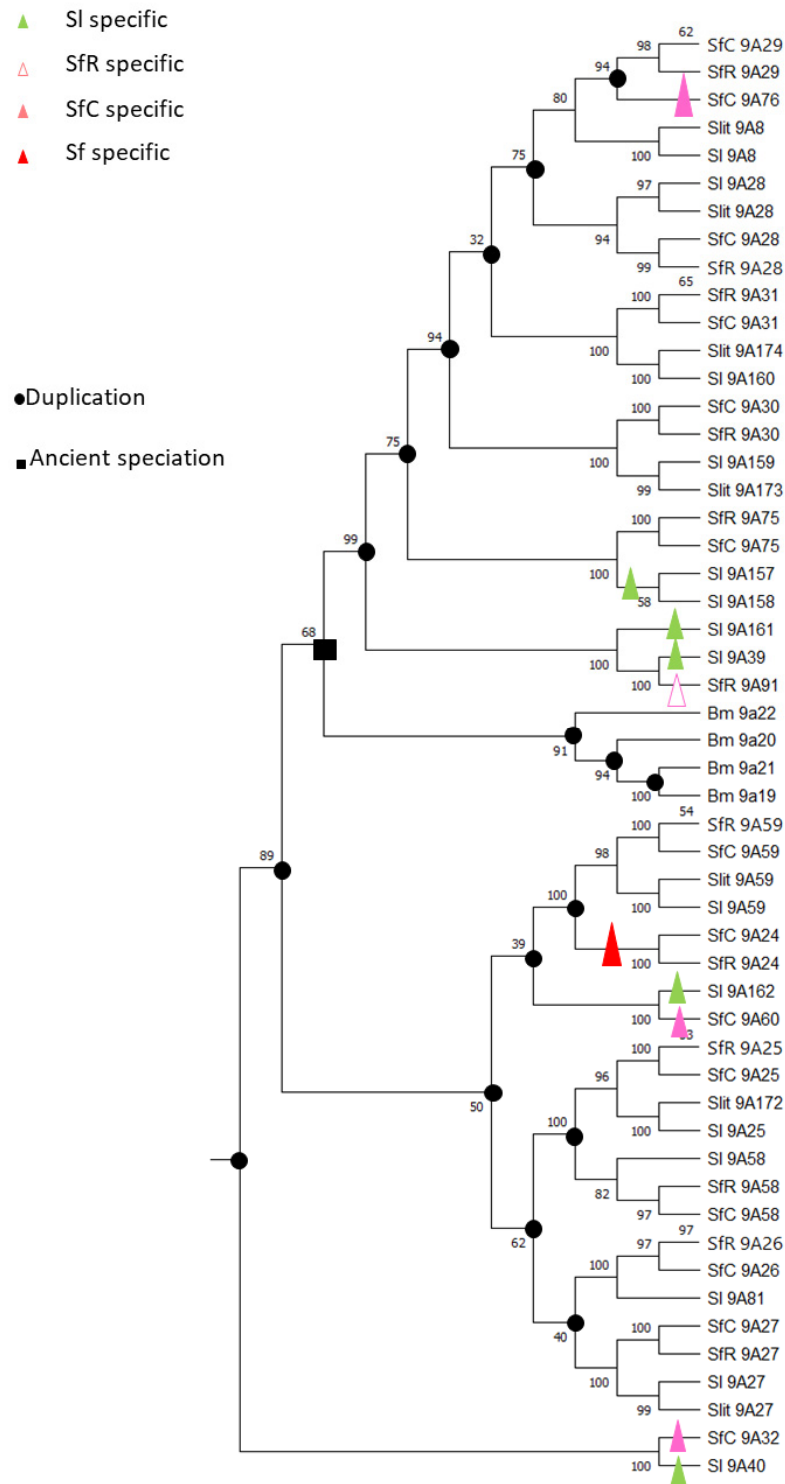 Sl specific
SfR specific
SfC specific
Sf specific
Duplication
Ancient speciation
62
98
SfC 9A29
94
SfR 9A29
80
SfC 9A76
Slit 9A8
100
Sl 9A8
75
97
Sl 9A28
Slit 9A28
94
SfC 9A28
32
99
SfR 9A28
65
100
SfR 9A31
SfC 9A31
94
100
Slit 9A174
100
Sl 9A160
100
SfC 9A30
SfR 9A30
75
100
Sl 9A159
99
Slit 9A173
100
SfR 9A75
99
SfC 9A75
100
Sl 9A157
58
Sl 9A158
68
Sl 9A161
100
Sl 9A39
100
SfR 9A91
Bm 9a22
91
Bm 9a20
94
Bm 9a21
100
Bm 9a19
54
100
SfR 9A59
89
98
SfC 9A59
100
Slit 9A59
100
Sl 9A59
39
SfC 9A24
100
SfR 9A24
Sl 9A162
100
SfC 9A60
100
SfR 9A25
96
SfC 9A25
50
100
Slit 9A172
100
Sl 9A25
Sl 9A58
82
SfR 9A58
97
SfC 9A58
62
97
97
SfR 9A26
100
SfC 9A26
Sl 9A81
40
100
SfC 9A27
SfR 9A27
100
Sl 9A27
99
Slit 9A27
SfC 9A32
100
Sl 9A40